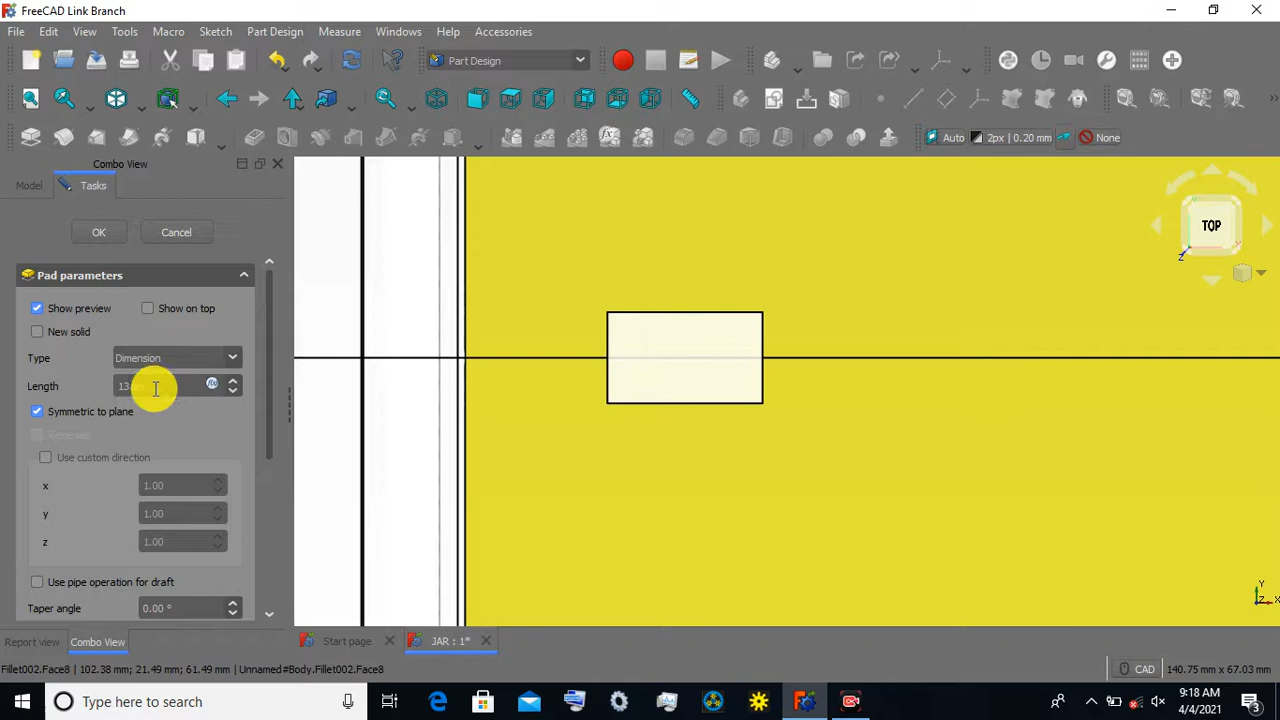 FreeCAD Link Branch
File Edit View Tools Macro Sketch Part Design Measure Windows Help Accessories
Part Design
Auto 2px | 0.20 mm None
Combo View
Model Tasks
OK Cancel
Pad parameters
Show preview Show on top
New solid
Type Dimension
Length
Symmetric to plane
Reversed
Use custom direction
x 1.00
y 1.00
z 1.00
Use pipe operation for draft
Taper angle 0.00 °
TOP
Y
Z
Y
Z X
Report view Combo View Start page JAR : 1*
Fillet002.Face8 | 102.38 mm; 21.49 mm; 61.49 mm | Unnamed#Body.Fillet002.Face8 CAD 140.75 mm x 67.03 mm
Type here to search
9:18 AM
4/4/2021
3